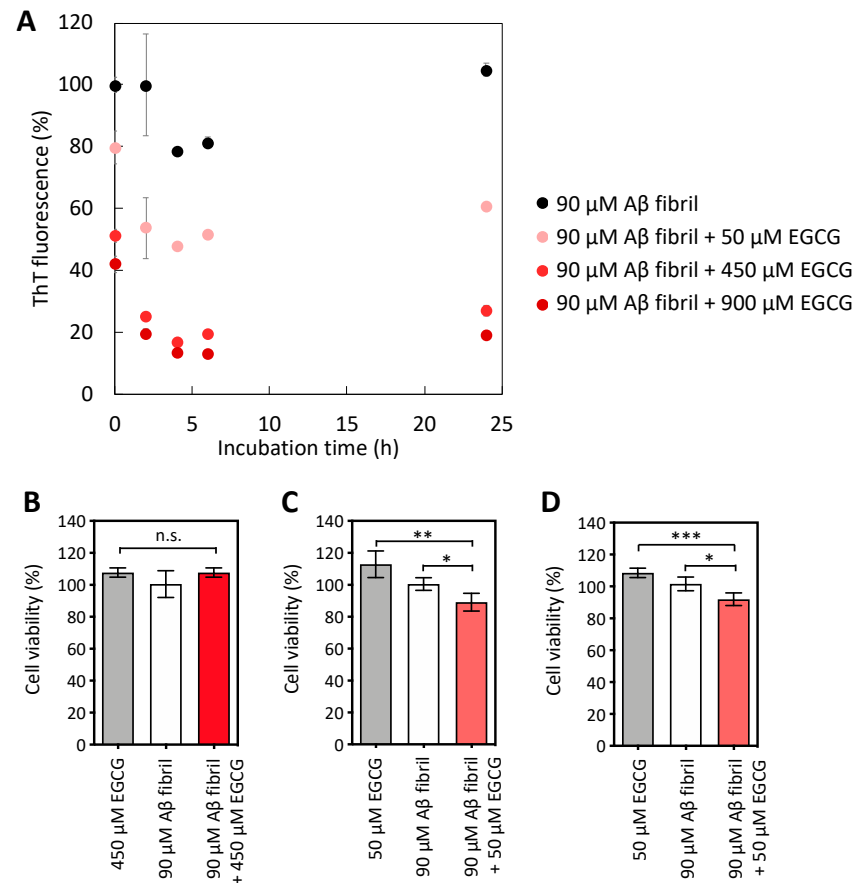 A
120
100
80
60
40
20
0
ThT fluorescence (%)
0 5 10 15 20 25
Incubation time (h)
90 µM Aβ fibril
90 µM Aβ fibril + 50 µM EGCG
90 µM Aβ fibril + 450 µM EGCG
90 µM Aβ fibril + 900 µM EGCG
B
140
120
100
80
60
40
20
0
Cell viability (%)
n.s.
450 µM EGCG
90 µM Aβ fibril
90 µM Aβ fibril
+ 450 µM EGCG
C
140
120
100
80
60
40
20
0
Cell viability (%)
**
*
50 µM EGCG
90 µM Aβ fibril
90 µM Aβ fibril
+ 50 µM EGCG
D
140
120
100
80
60
40
20
0
Cell viability (%)
***
*
50 µM EGCG
90 µM Aβ fibril
90 µM Aβ fibril
+ 50 µM EGCG